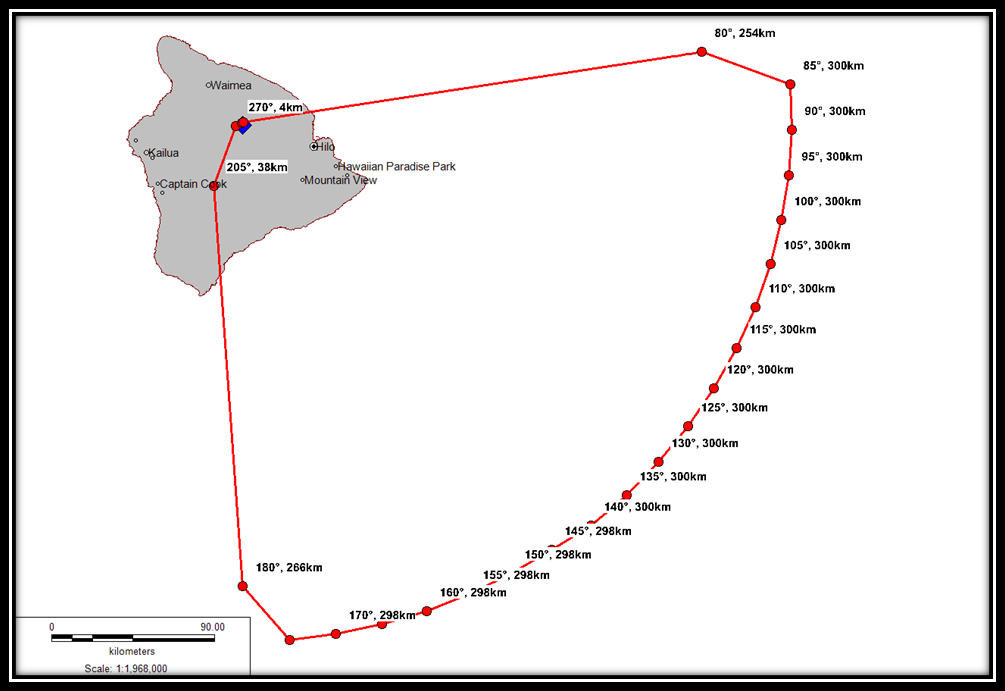 80°, 254km
85°, 300km
Waimea
270°, 4km
90°, 300km
Hilo
Kailua
95°, 300km
205°, 38km
Hawaiian Paradise Park
Captain Cook
Mountain View
100°, 300km
105°, 300km
110°, 300km
115°, 300km
120°, 300km
125°, 300km
130°, 300km
135°, 300km
140°, 300km
145°, 298km
150°, 298km
180°, 266km
155°, 298km
160°, 298km
170°, 298km
0 90.00
kilometers
Scale: 1:1,968,000